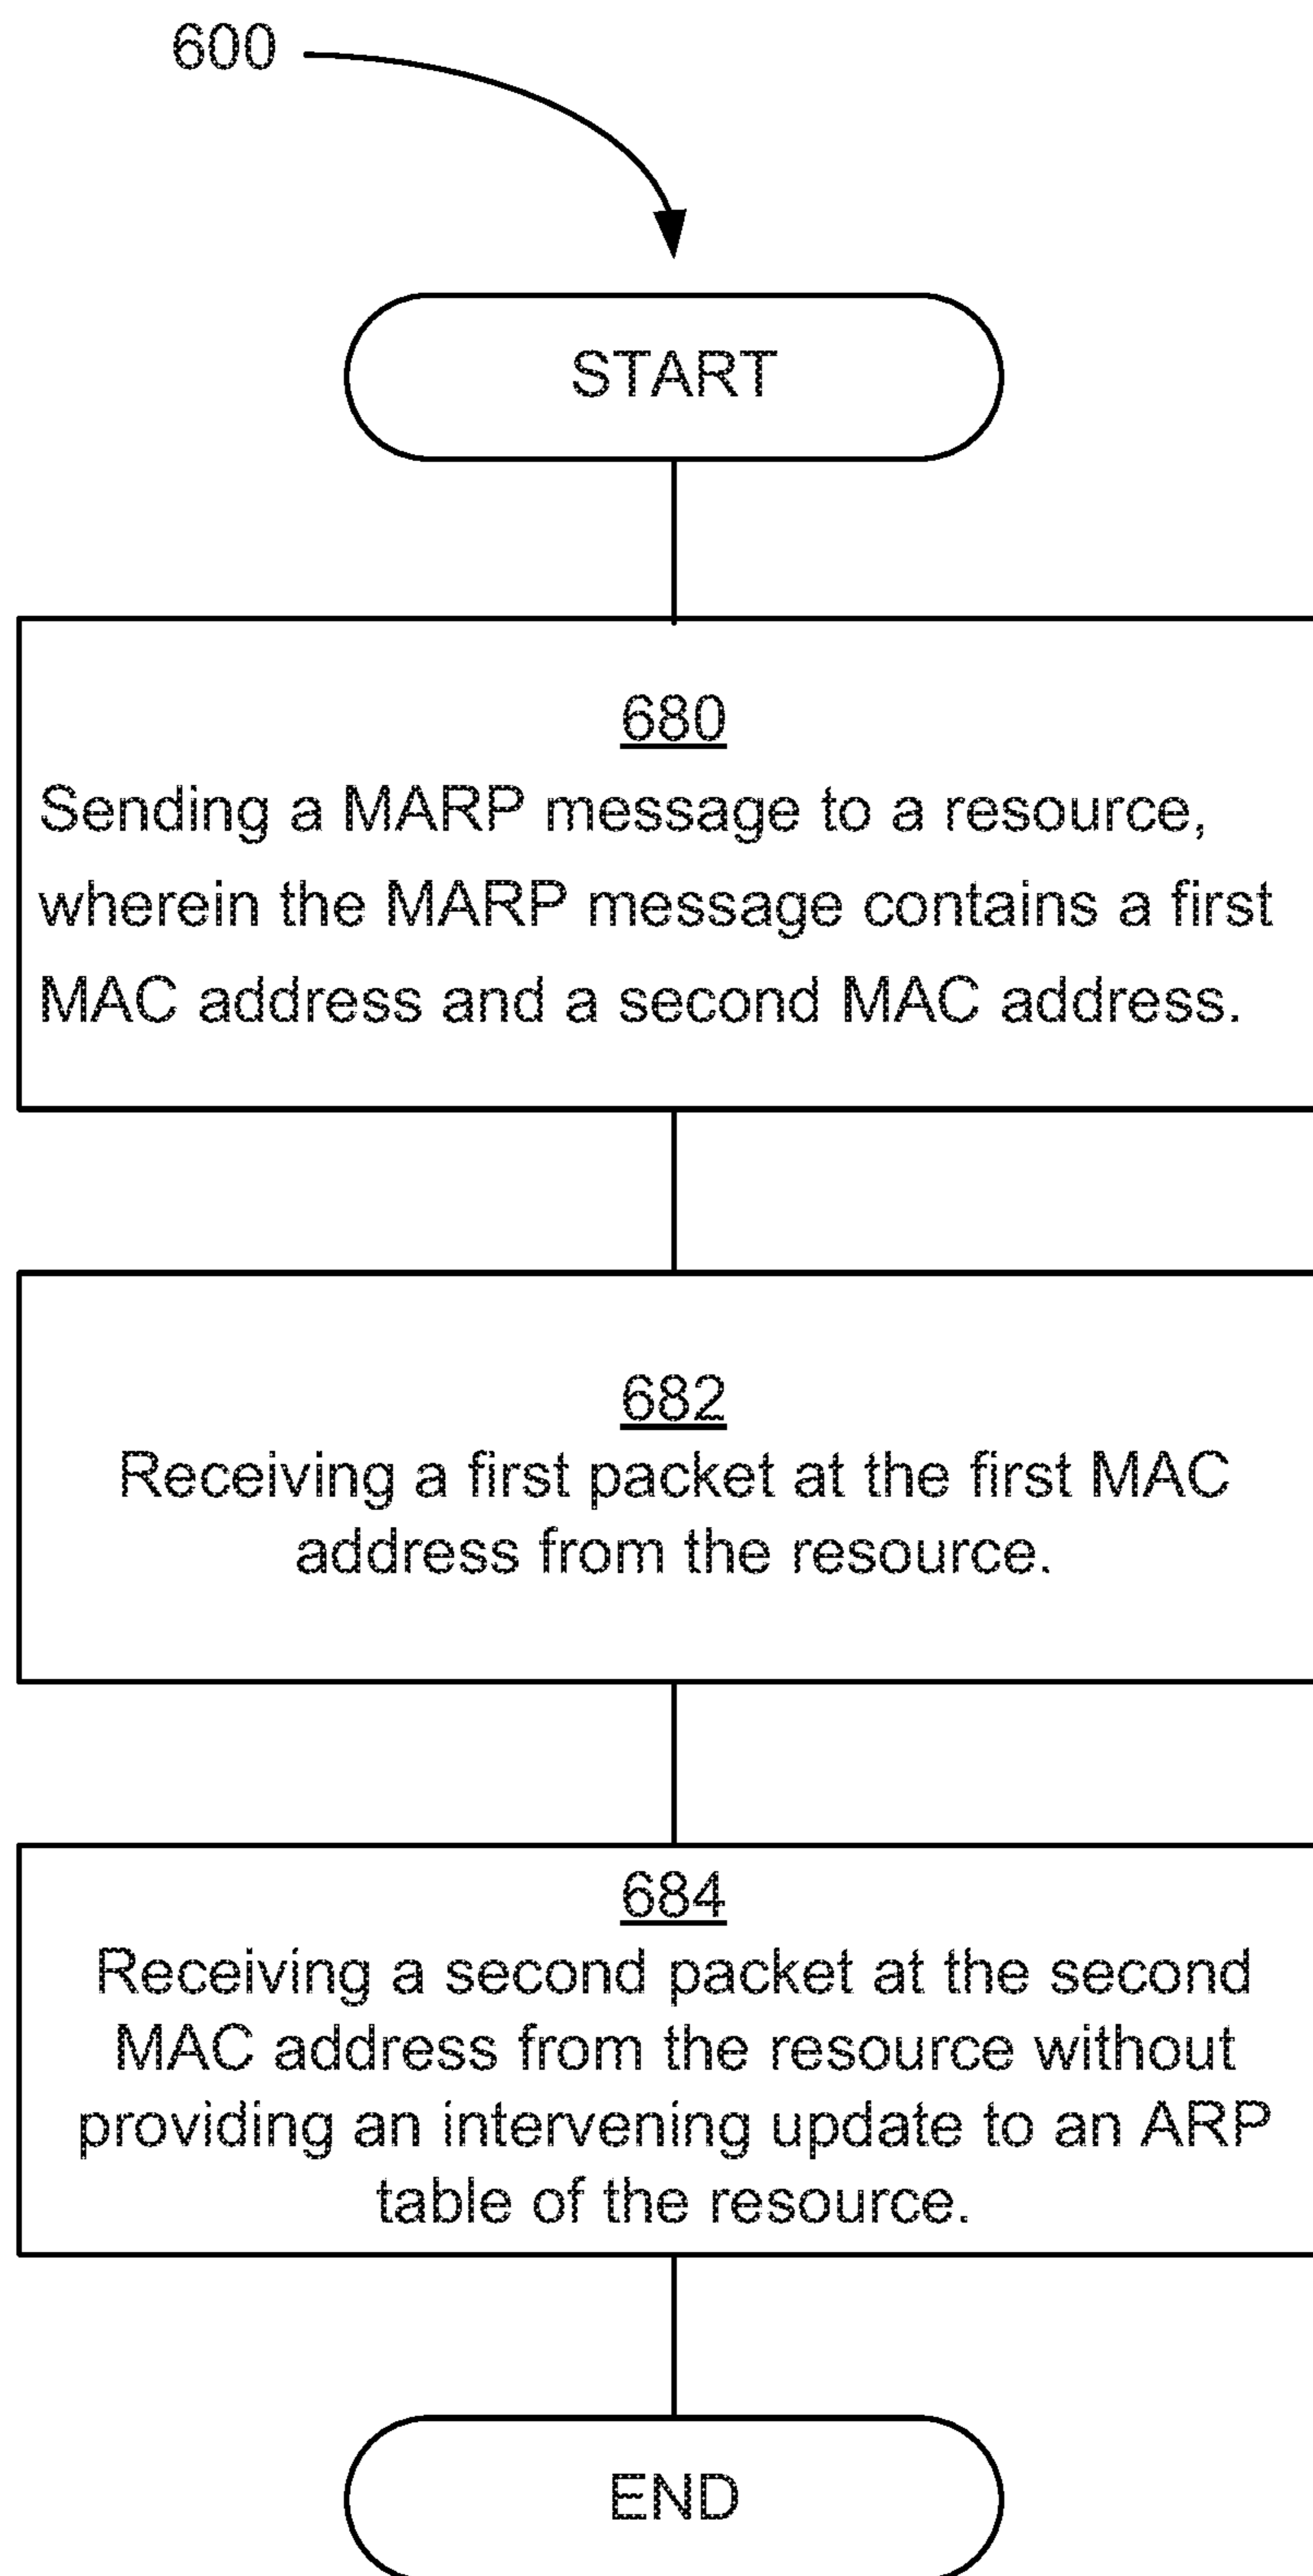 600
START
680
Sending a MARP message to a resource,
wherein the MARP message contains a first
MAC address and a second MAC address.
682
Receiving a first packet at the first MAC
address from the resource.
684
Receiving a second packet at the second
MAC address from the resource without
providing an intervening update to an ARP
table of the resource.
END